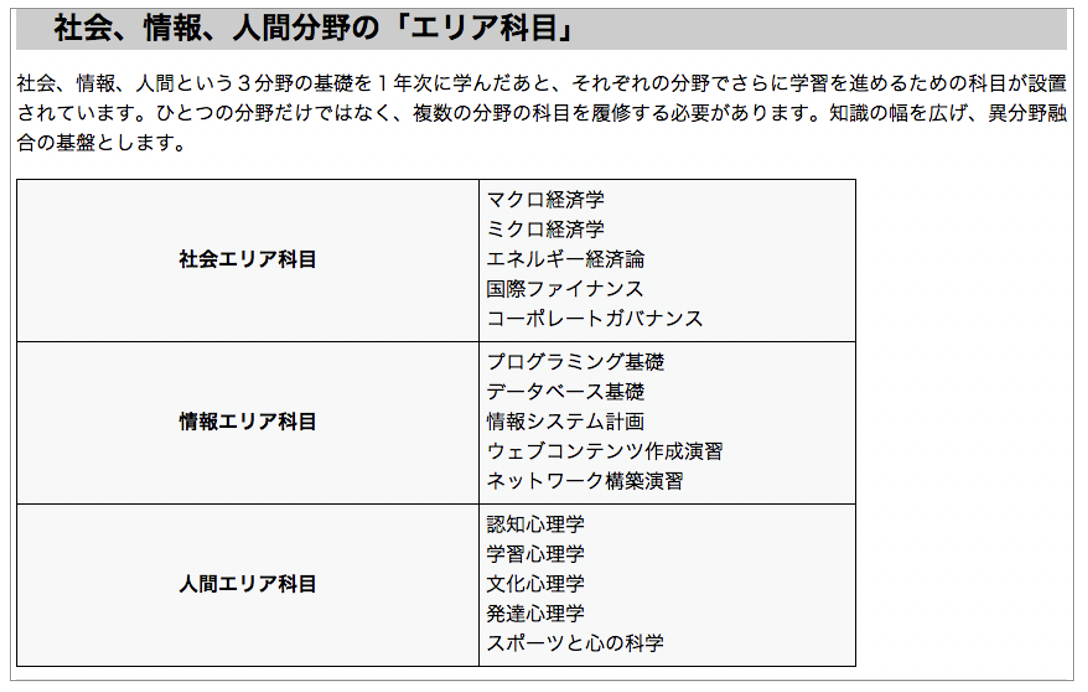 社会、情報、人間分野の「エリア科目」
社会、情報、人間という３分野の基礎を１年次に学んだあと、それぞれの分野でさらに学習を進めるための科目が設置
されています。ひとつの分野だけではなく、複数の分野の科目を履修する必要があります。知識の幅を広げ、異分野融
合の基盤とします。
社会エリア科目
マクロ経済学
ミクロ経済学
エネルギー経済論
国際ファイナンス
コーポレートガバナンス
情報エリア科目
プログラミング基礎
データベース基礎
情報システム計画
ウェブコンテンツ作成演習
ネットワーク構築演習
人間エリア科目
認知心理学
学習心理学
文化心理学
発達心理学
スポーツと心の科学